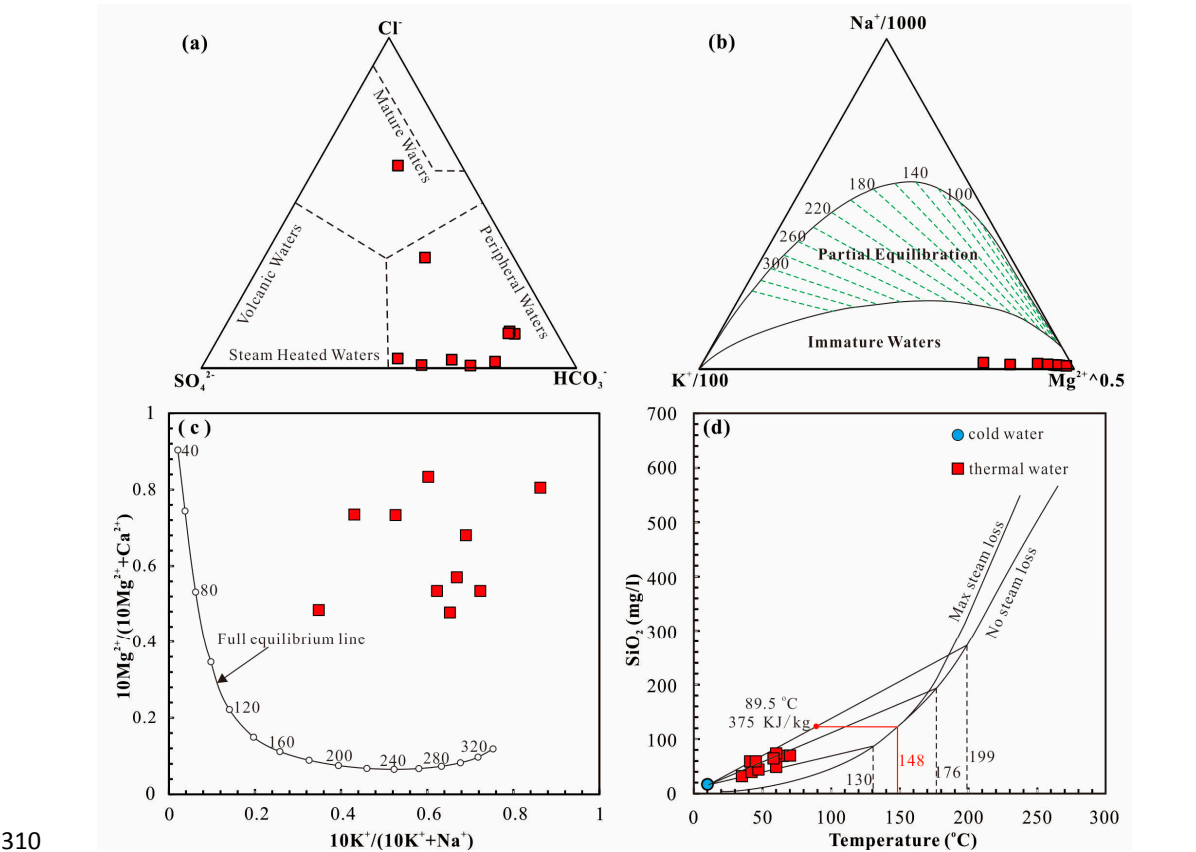 (a)
Cl⁻
Mature Waters
Volcanic Waters
Peripheral Waters
Steam Heated Waters
SO₄²⁻
HCO₃⁻
(b)
Na⁺/1000
140
180
100
220
260
300
Partial Equilibration
Immature Waters
K⁺/100
Mg²⁺^0.5
(c)
1
0.8
0.6
0.4
0.2
0
10Mg²⁺/(10Mg²⁺+Ca²⁺)
40
80
120
160
200
240
280
320
Full equilibrium line
0
0.2
0.4
0.6
0.8
1
10K⁺/(10K⁺+Na⁺)
(d)
700
600
500
400
300
200
100
0
SiO₂ (mg/l)
cold water
thermal water
Max steam loss
No steam loss
89.5 °C
375 KJ/kg
130
148
176
199
0
50
100
150
200
250
300
Temperature (°C)
310